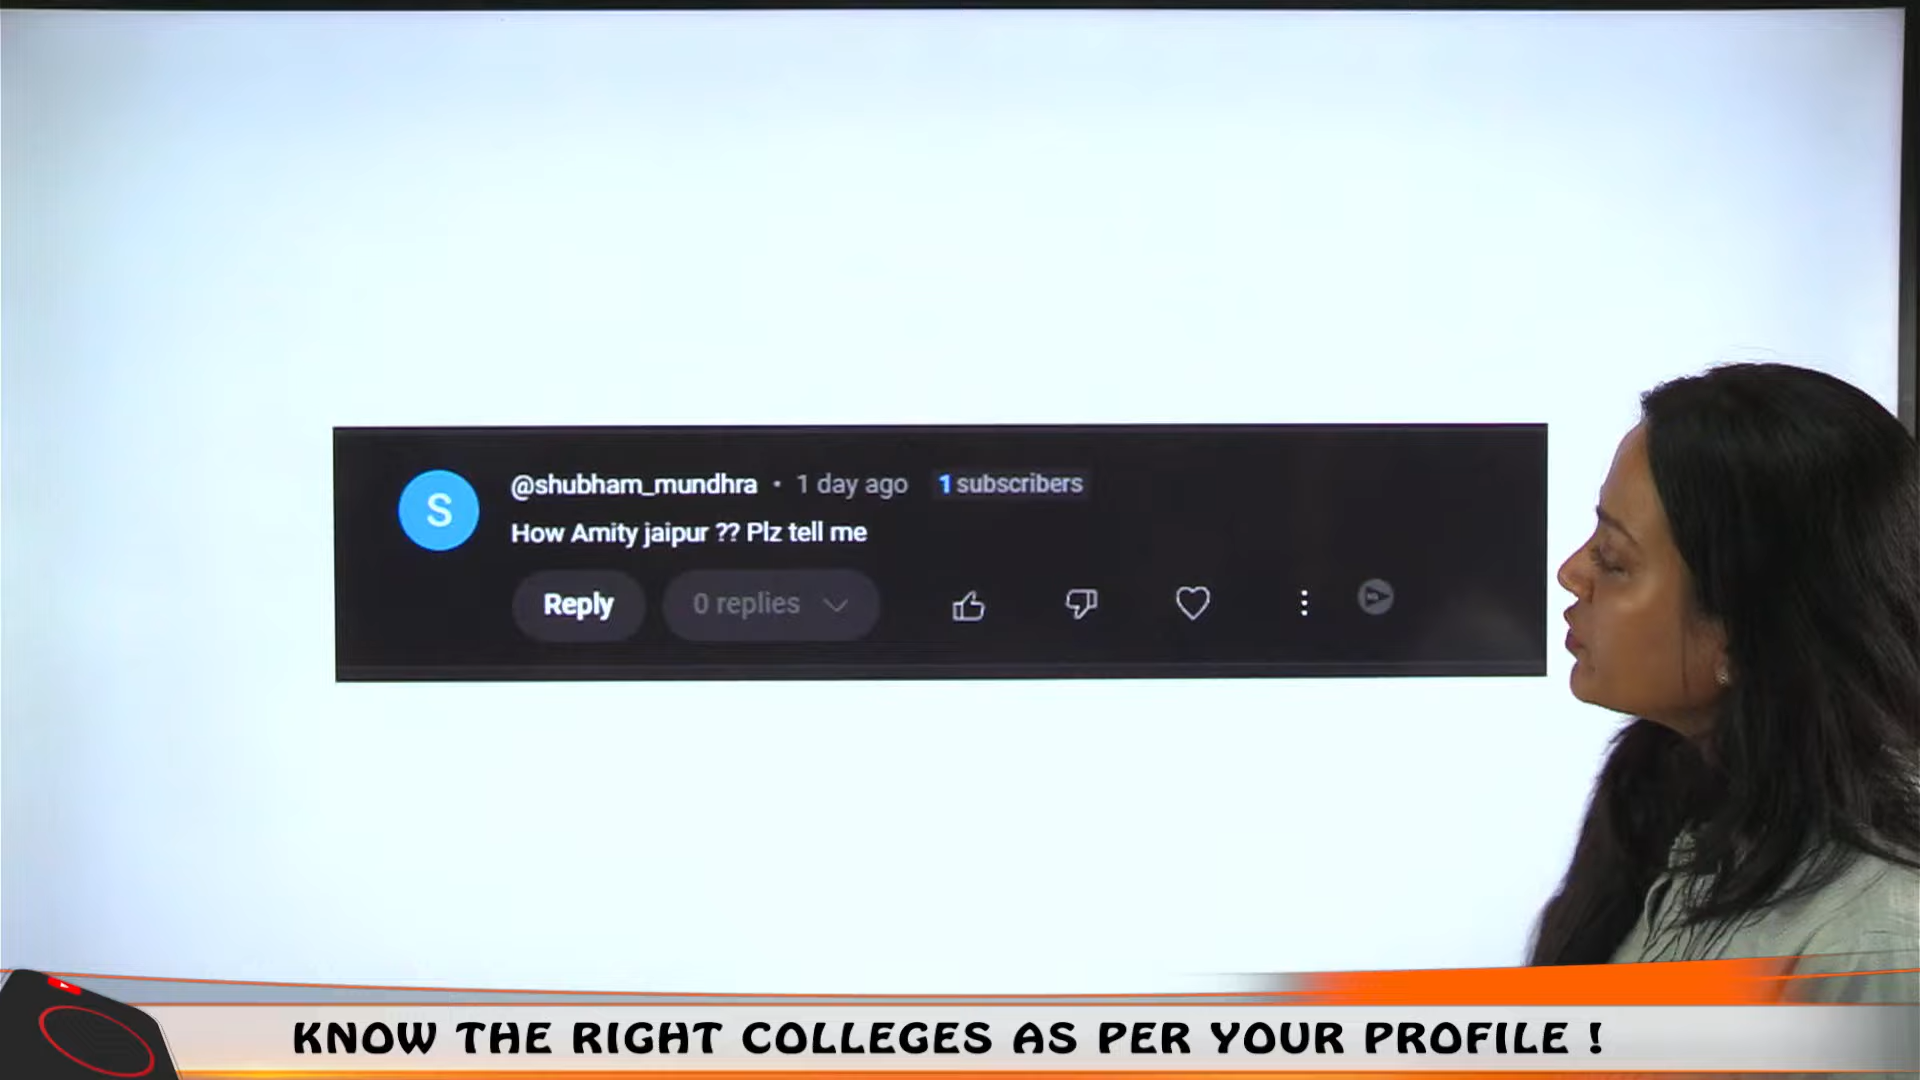 @shubham_mundhra • 1 day ago 1 subscribers
S
How Amity jaipur ?? Plz tell me
Reply 0 replies
KNOW THE RIGHT COLLEGES AS PER YOUR PROFILE !